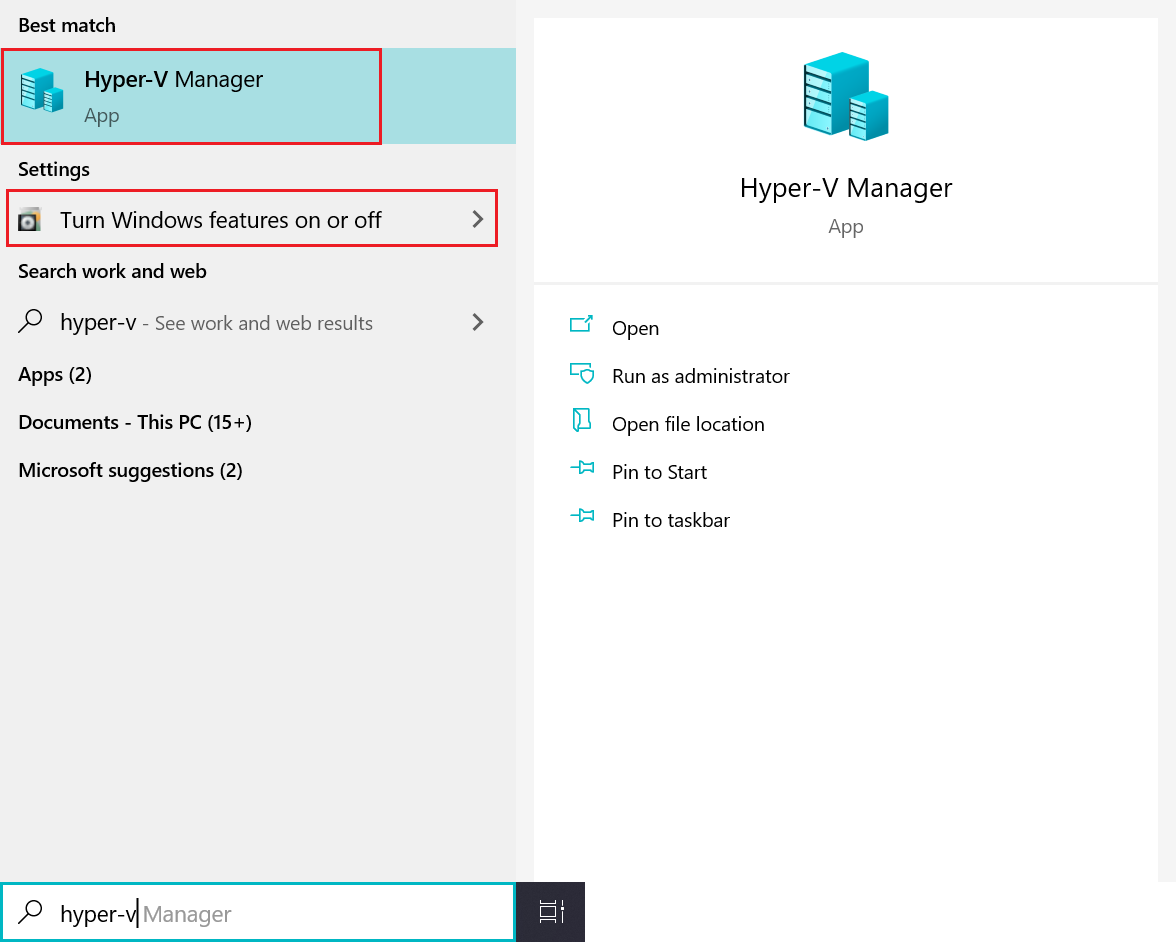 Best match
Hyper-V Manager
App
Settings
Turn Windows features on or off
Search work and web
hyper-v - See work and web results
Apps (2)
Documents - This PC (15+)
Microsoft suggestions (2)
hyper-v Manager
Hyper-V Manager
App
Open
Run as administrator
Open file location
Pin to Start
Pin to taskbar